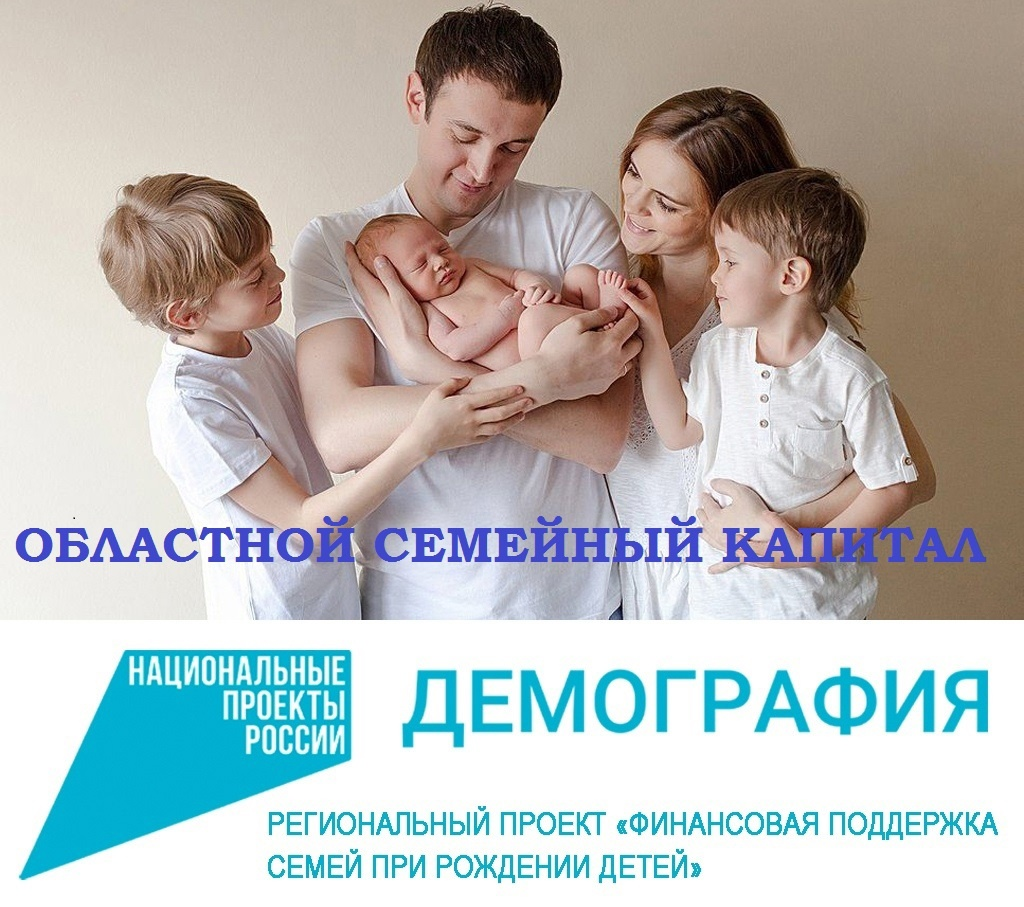 ОБЛАСТНОЙ СЕМЕЙНЫЙ КАПИТАЛ
НАЦИОНАЛЬНЫЕ
ПРОЕКТЫ
РОССИИ
ДЕМОГРАФИЯ
РЕГИОНАЛЬНЫЙ ПРОЕКТ «ФИНАНСОВАЯ ПОДДЕРЖКА
СЕМЕЙ ПРИ РОЖДЕНИИ ДЕТЕЙ»